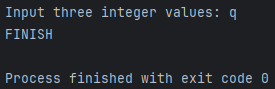 Input three integer values: q
FINISH
Process finished with exit code 0